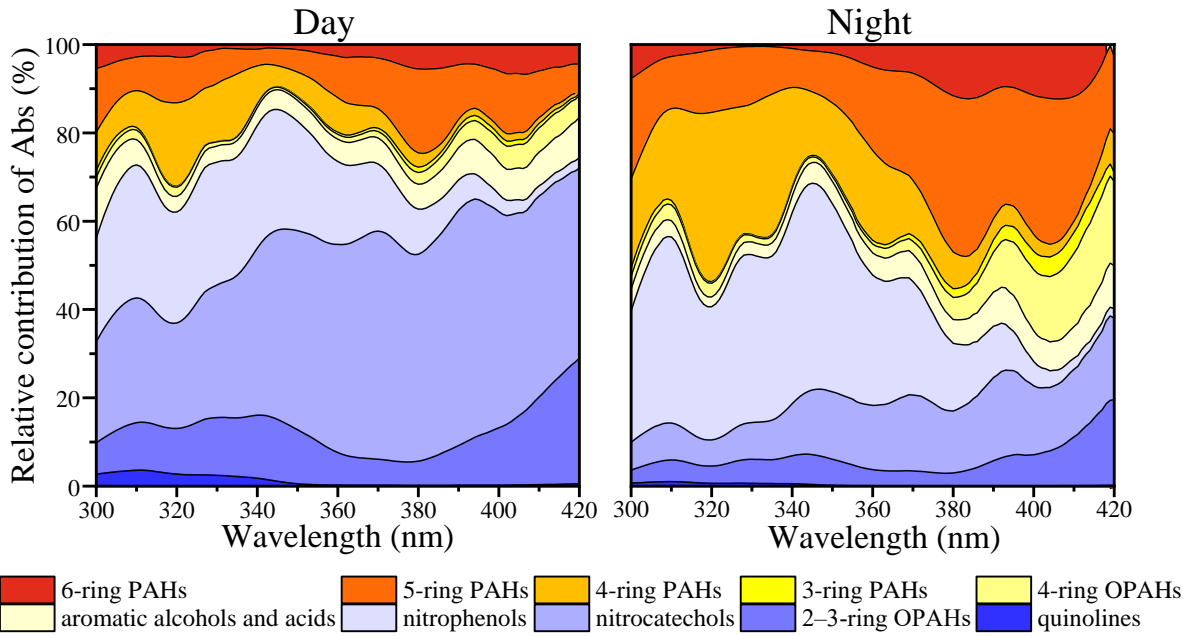 Day
Night
Relative contribution of Abs (%)
100
80
60
40
20
0
300 320 340 360 380 400 420
300 320 340 360 380 400 420
Wavelength (nm)
Wavelength (nm)
6-ring PAHs 5-ring PAHs 4-ring PAHs 3-ring PAHs 4-ring OPAHs
aromatic alcohols and acids nitrophenols nitrocatechols 2–3-ring OPAHs quinolines